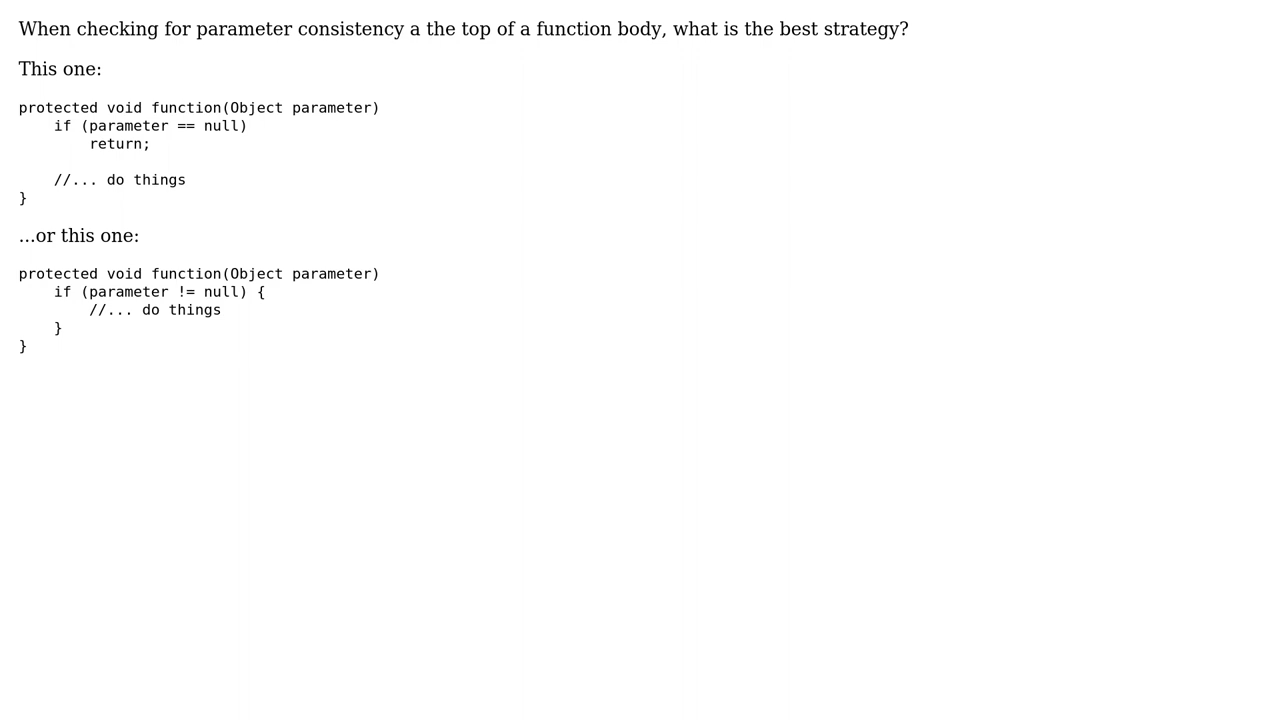 When checking for parameter consistency a the top of a function body, what is the best strategy?
This one:
protected void function(Object parameter)
    if (parameter == null)
        return;

    //... do things
}
...or this one:
protected void function(Object parameter)
    if (parameter != null) {
        //... do things
    }
}